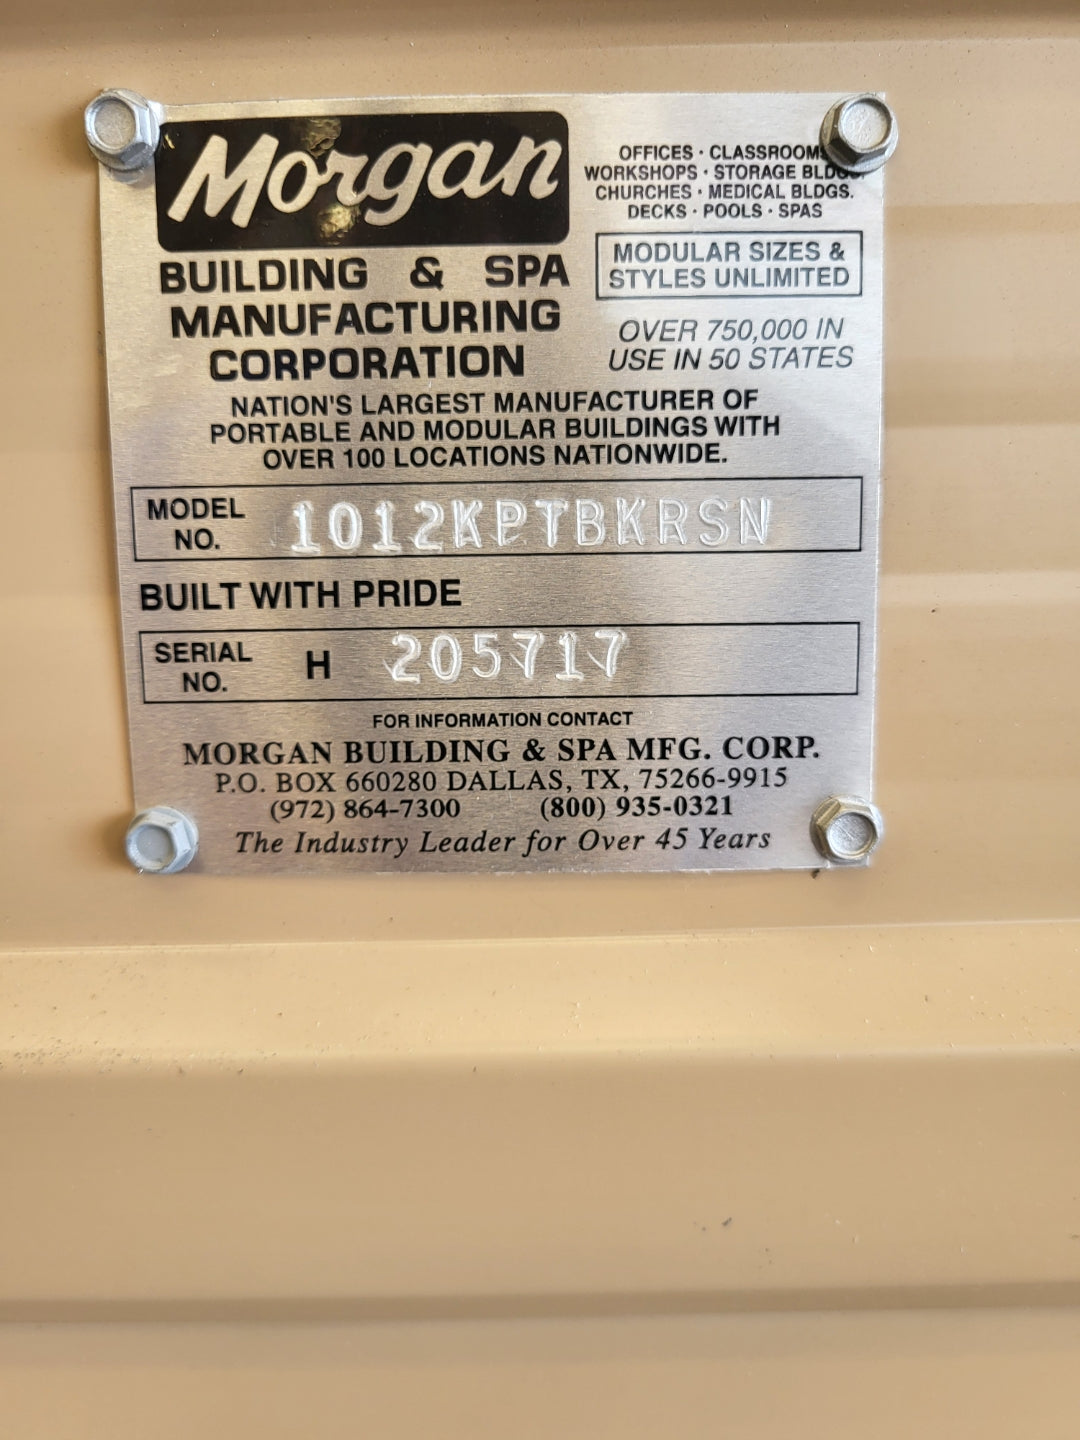 Morgan
BUILDING & SPA
MANUFACTURING
CORPORATION
OFFICES · CLASSROOMS
WORKSHOPS · STORAGE BLDGS.
CHURCHES · MEDICAL BLDGS.
DECKS · POOLS · SPAS
MODULAR SIZES &
STYLES UNLIMITED
OVER 750,000 IN
USE IN 50 STATES
NATION'S LARGEST MANUFACTURER OF
PORTABLE AND MODULAR BUILDINGS WITH
OVER 100 LOCATIONS NATIONWIDE.
MODEL
NO.
1012KPTBKRSN
BUILT WITH PRIDE
SERIAL
NO.
H 205717
FOR INFORMATION CONTACT
MORGAN BUILDING & SPA MFG. CORP.
P.O. BOX 660280 DALLAS, TX, 75266-9915
(972) 864-7300 (800) 935-0321
The Industry Leader for Over 45 Years